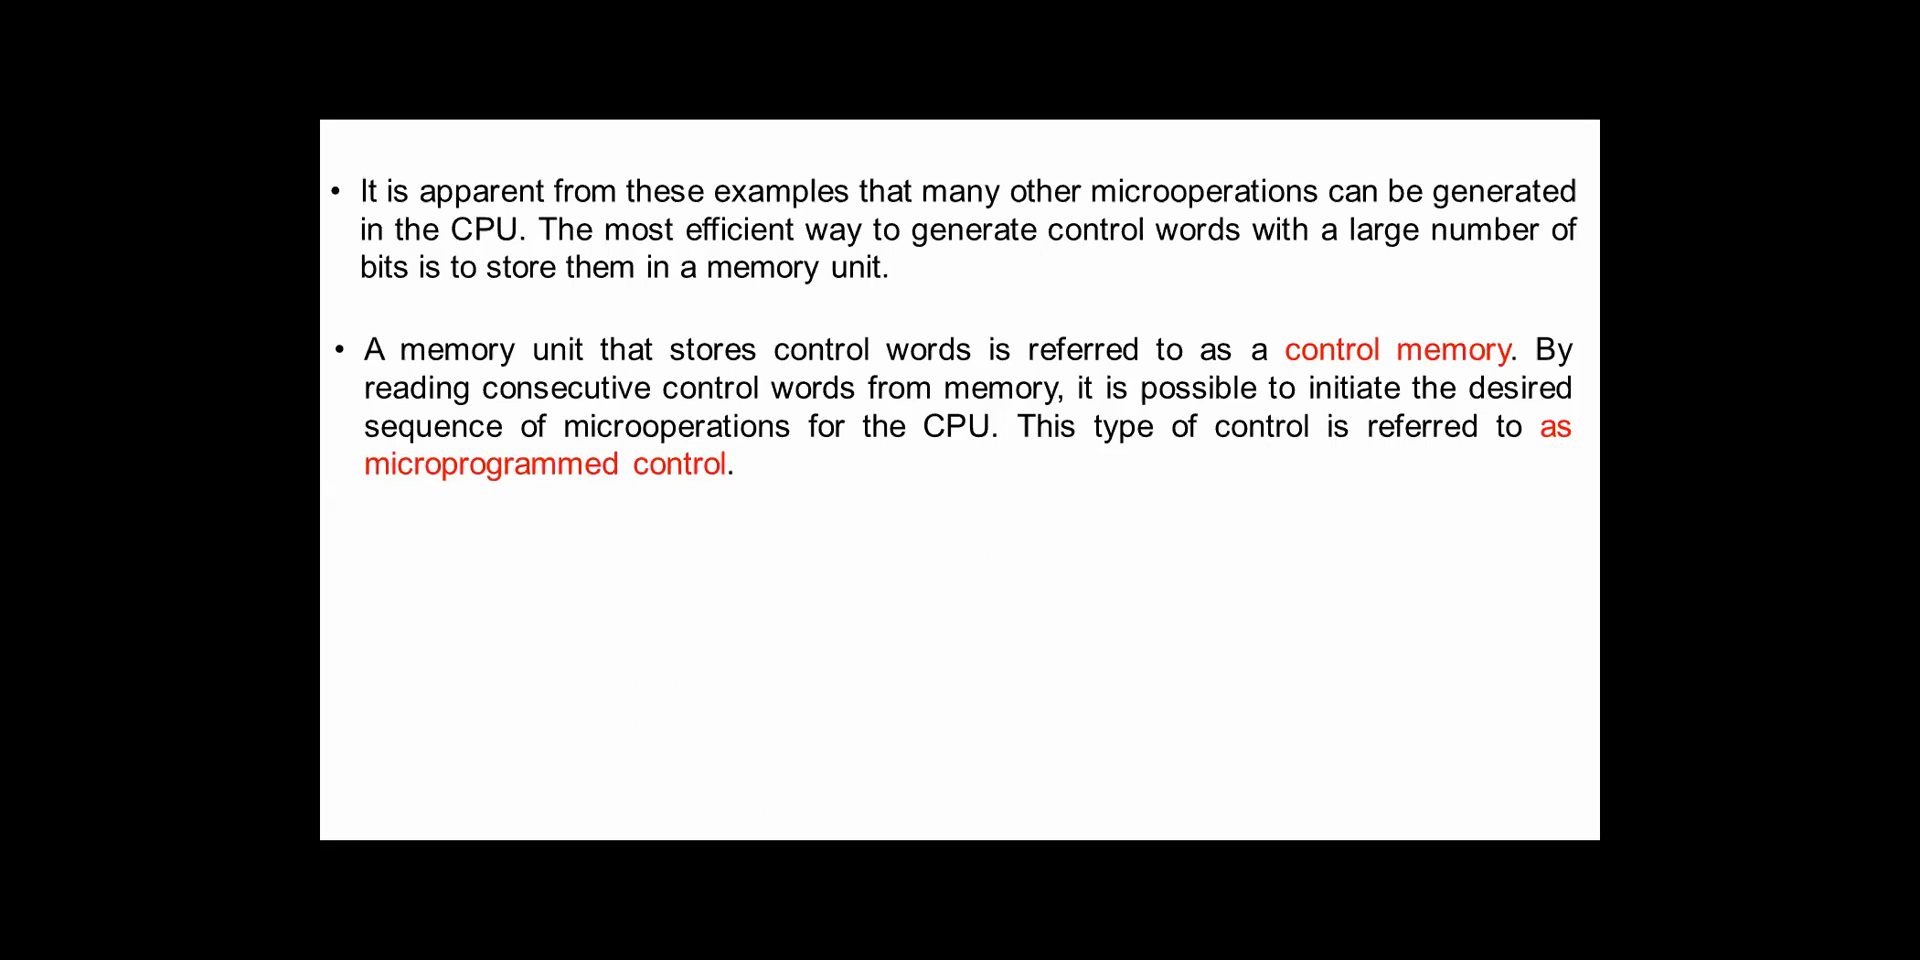 • It is apparent from these examples that many other microoperations can be generated
in the CPU. The most efficient way to generate control words with a large number of
bits is to store them in a memory unit.
• A memory unit that stores control words is referred to as a control memory. By
reading consecutive control words from memory, it is possible to initiate the desired
sequence of microoperations for the CPU. This type of control is referred to as
microprogrammed control.